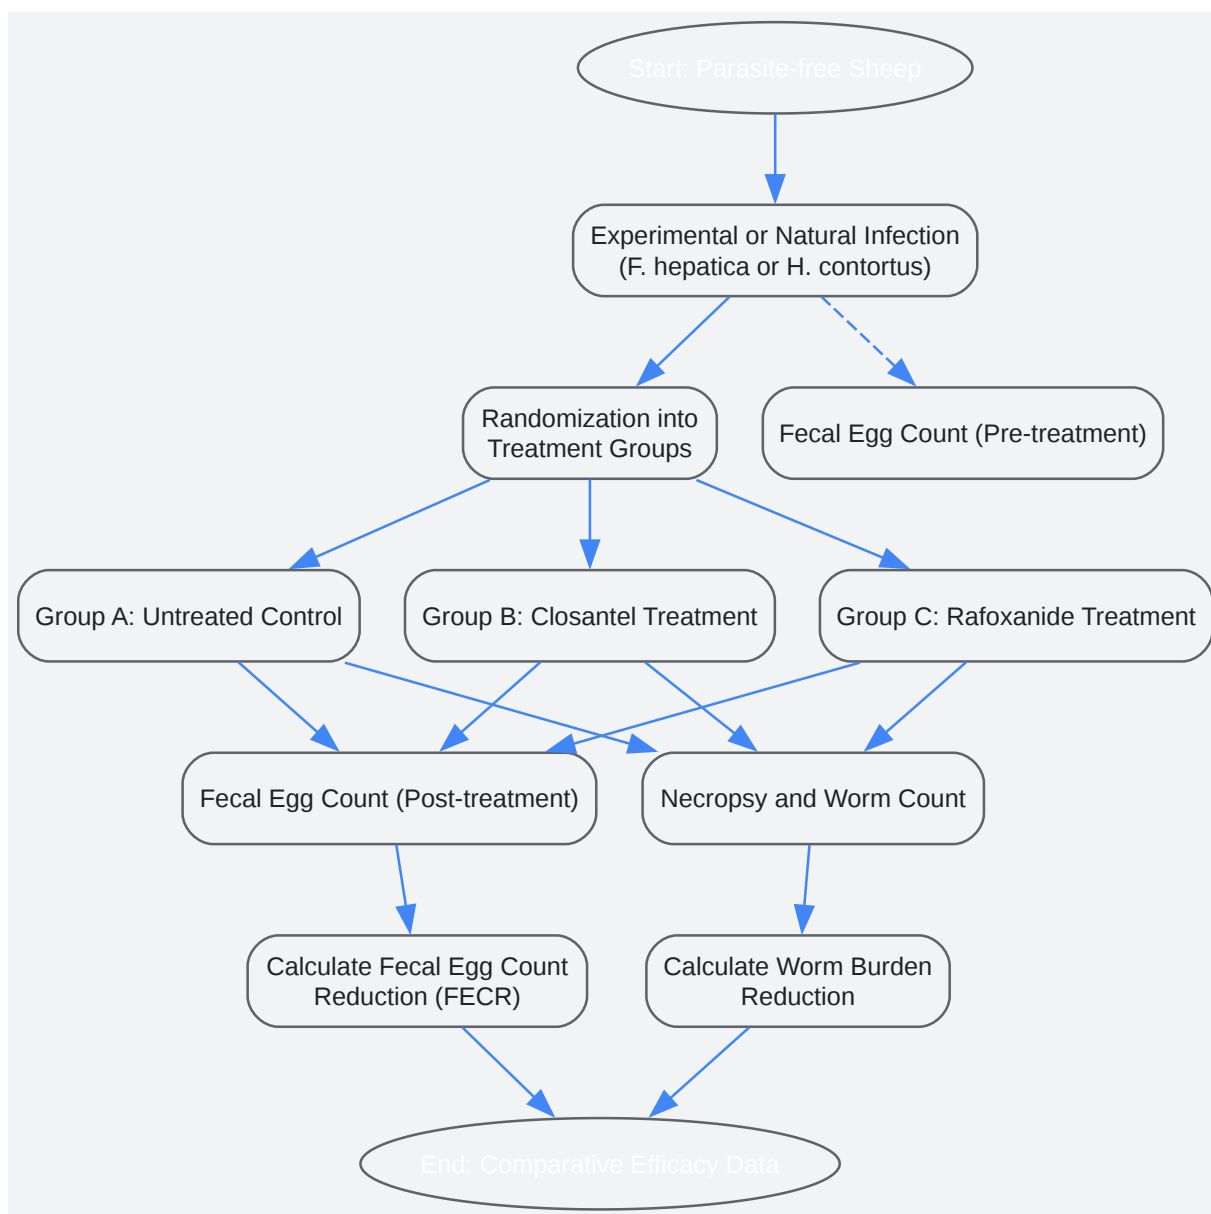 Start: Parasite-free Sheep
Experimental or Natural Infection
(F. hepatica or H. contortus)
Randomization into
Treatment Groups
Fecal Egg Count (Pre-treatment)
Group A: Untreated Control
Group B: Closantel Treatment
Group C: Rafoxanide Treatment
Fecal Egg Count (Post-treatment)
Necropsy and Worm Count
Calculate Fecal Egg Count
Reduction (FECR)
Calculate Worm Burden
Reduction
End: Comparative Efficacy Data